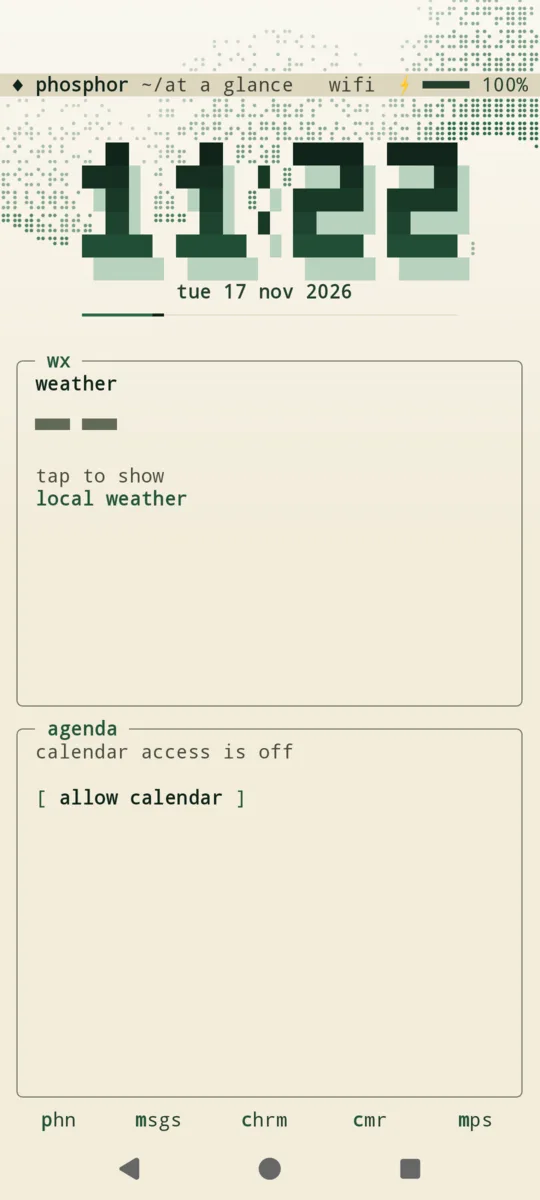 ♦ phosphor ~/at a glance wifi ⚡ 100%
11:22
tue 17 nov 2026
wx
weather
tap to show
local weather
agenda
calendar access is off
[ allow calendar ]
phn msgs chrm cmr mps